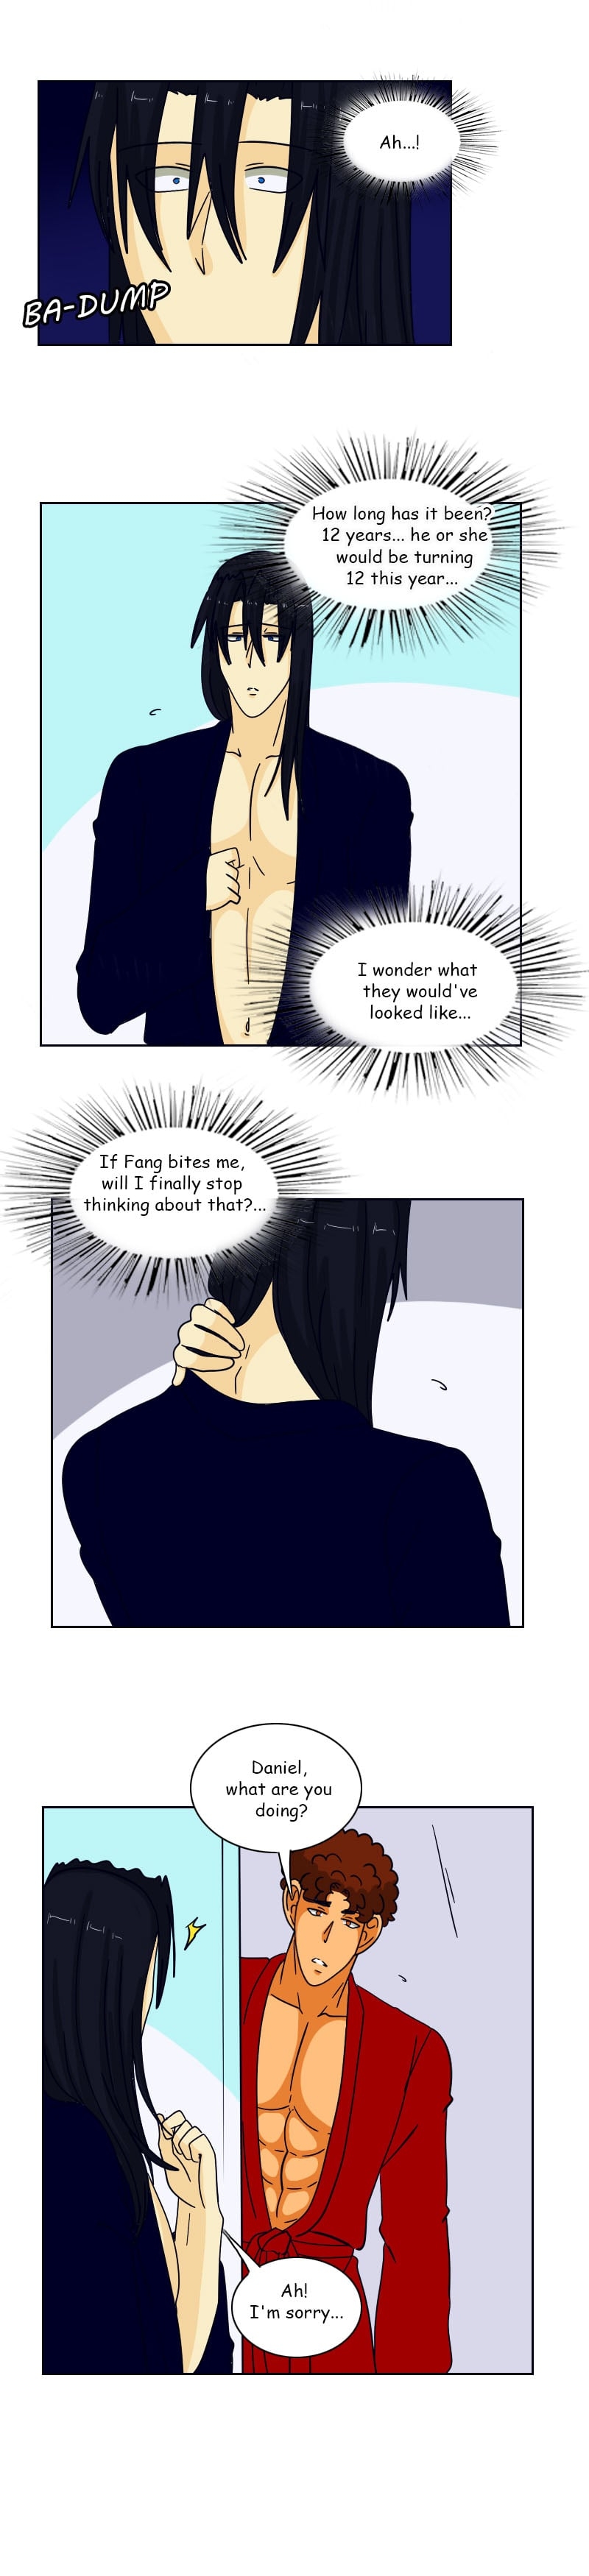 Ah...!
BA-DUMP
How long has it been?
12 years... he or she
would be turning
12 this year...
I wonder what
they would've
looked like...
If Fang bites me,
will I finally stop
thinking about that?...
Daniel,
what are you
doing?
Ah!
I'm sorry...